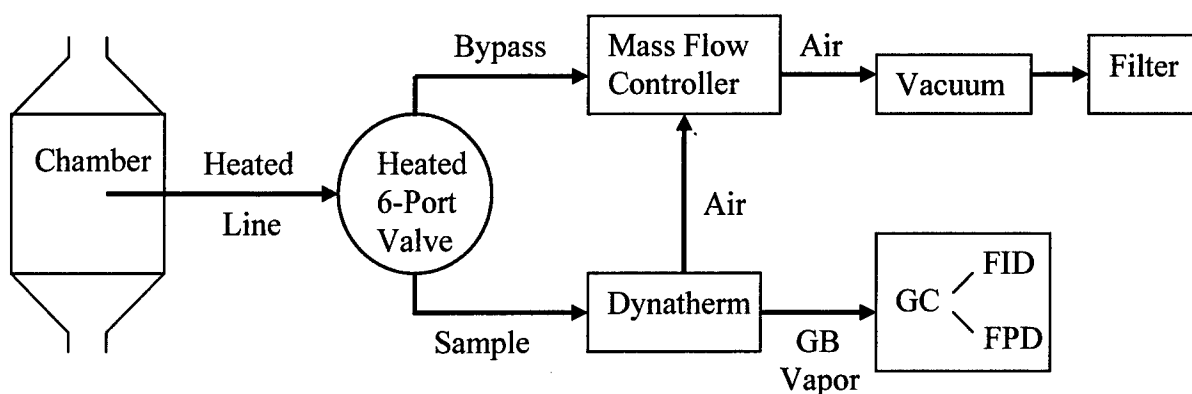 Chamber
Heated
Line
Heated
6-Port
Valve
Bypass
Sample
Mass Flow
Controller
Air
Vacuum
Filter
Air
Dynatherm
GB
Vapor
GC
FID
FPD